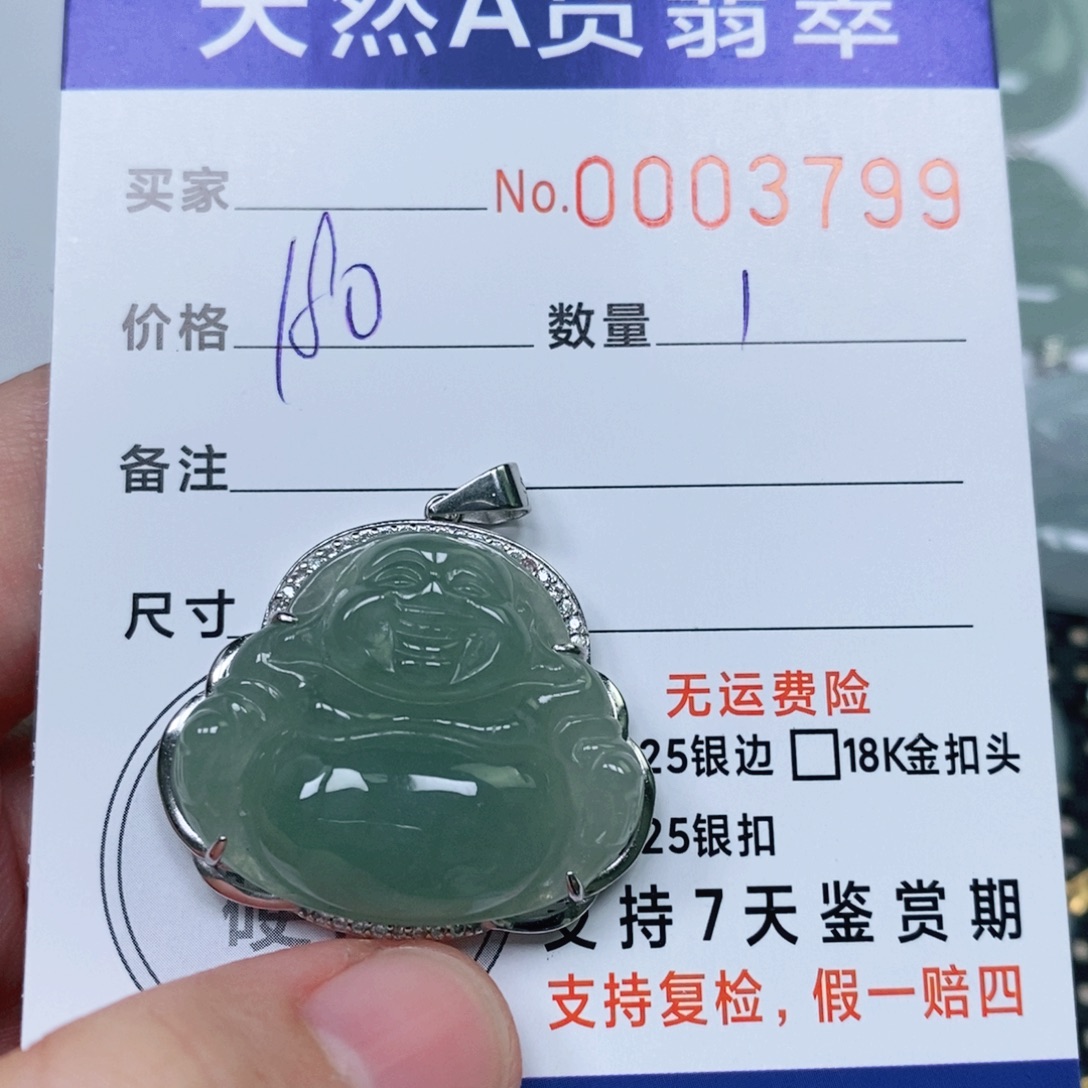 天然A货翡翠
买家 No.0003799
价格 180 数量 1
备注
尺寸
无运费险
25银边 □18K金扣头
25银扣
支持7天鉴赏期
支持复检，假一赔四